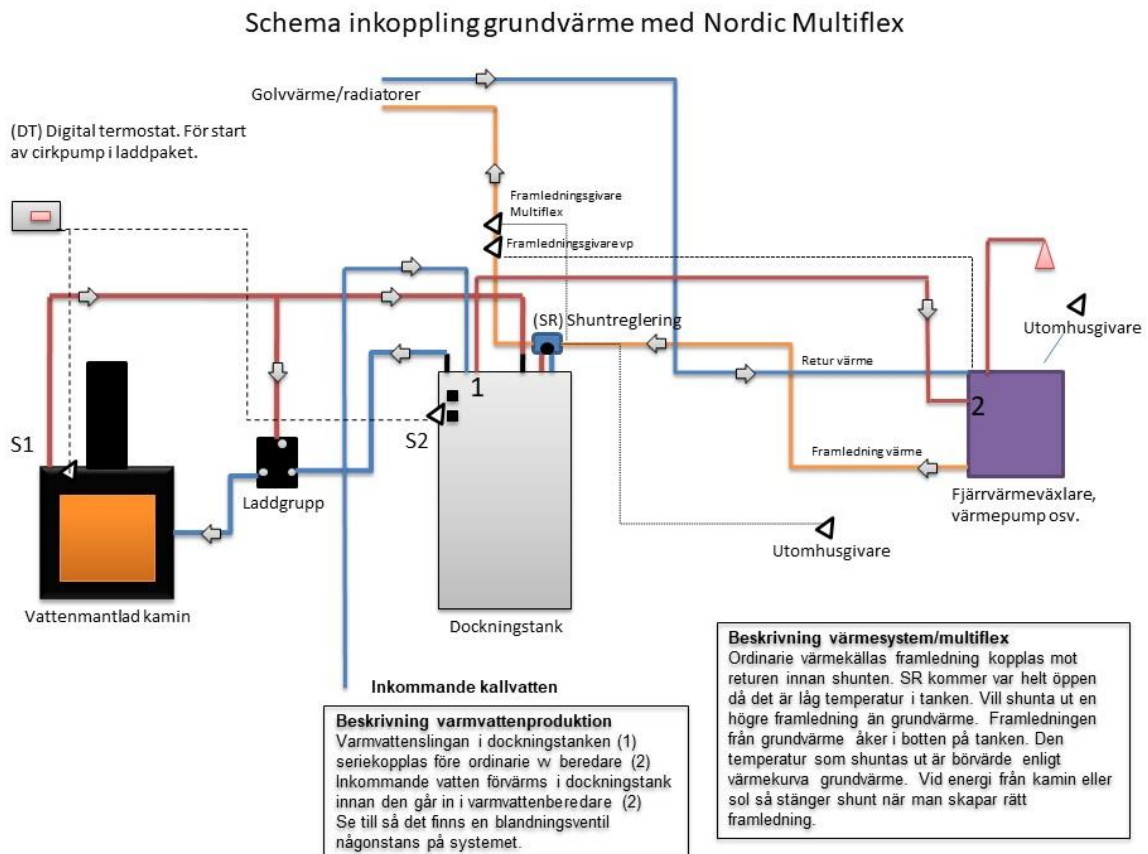 Schema inkoppling grundvärme med Nordic Multiflex
Golvvärme/radiatorer
(DT) Digital termostat. För start
av cirkpump i laddpaket.
Framledningsgivare
Multiflex
Framledningsgivare vp
(SR) Shuntreglering
Utomhusgivare
Retur värme
1
2
S1
S2
Laddgrupp
Framledning värme
Fjärrvärmeväxlare,
värmepump osv.
Utomhusgivare
Vattenmantlad kamin
Dockningstank
Inkommande kallvatten
Beskrivning varmvattenproduktion
Varmvattenslingan i dockningstanken (1)
seriekopplas före ordinarie vv beredare (2)
Inkommande vatten förvärms i dockningstank
innan den går in i varmvattenberedare (2)
Se till så det finns en blandningsventil
någonstans på systemet.
Beskrivning värmesystem/multiflex
Ordinarie värmekällas framledning kopplas mot
returen innan shunten. SR kommer var helt öppen
då det är låg temperatur i tanken. Vill shunta ut en
högre framledning än grundvärme. Framledningen
från grundvärme åker i botten på tanken. Den
temperatur som shuntas ut är börvärde enligt
värmekurva grundvärme. Vid energi från kamin eller
sol så stänger shunt när man skapar rätt
framledning.